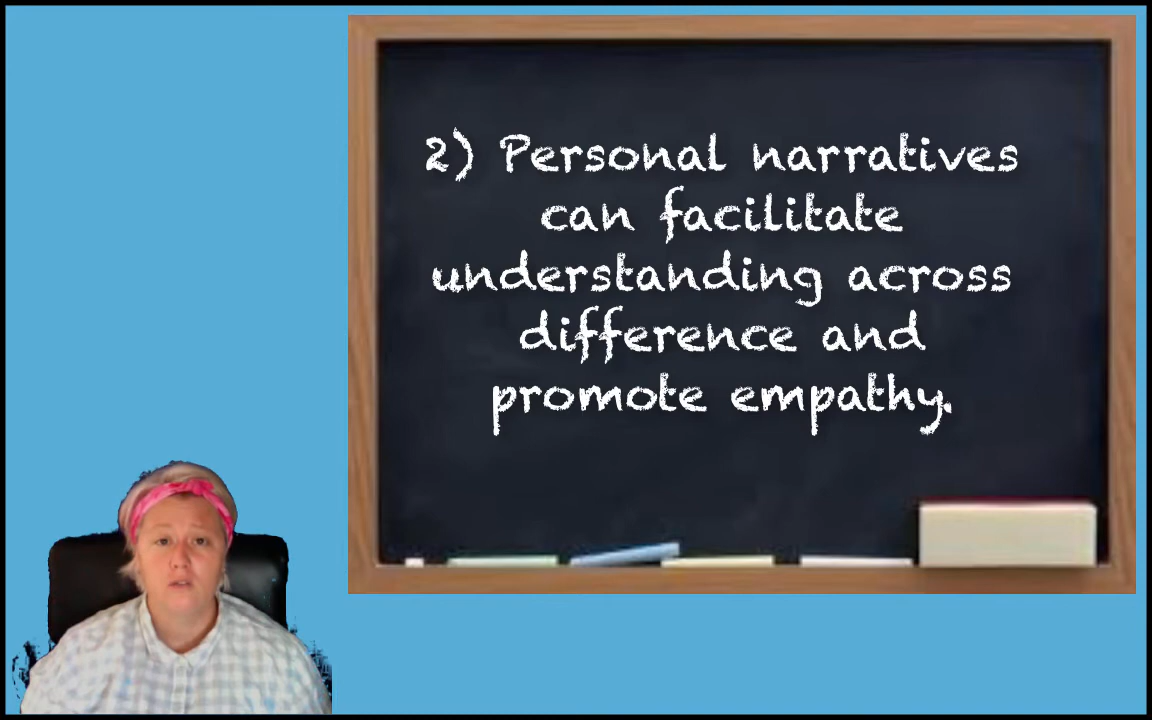 2) Personal narratives
can facilitate
understanding across
difference and
promote empathy.